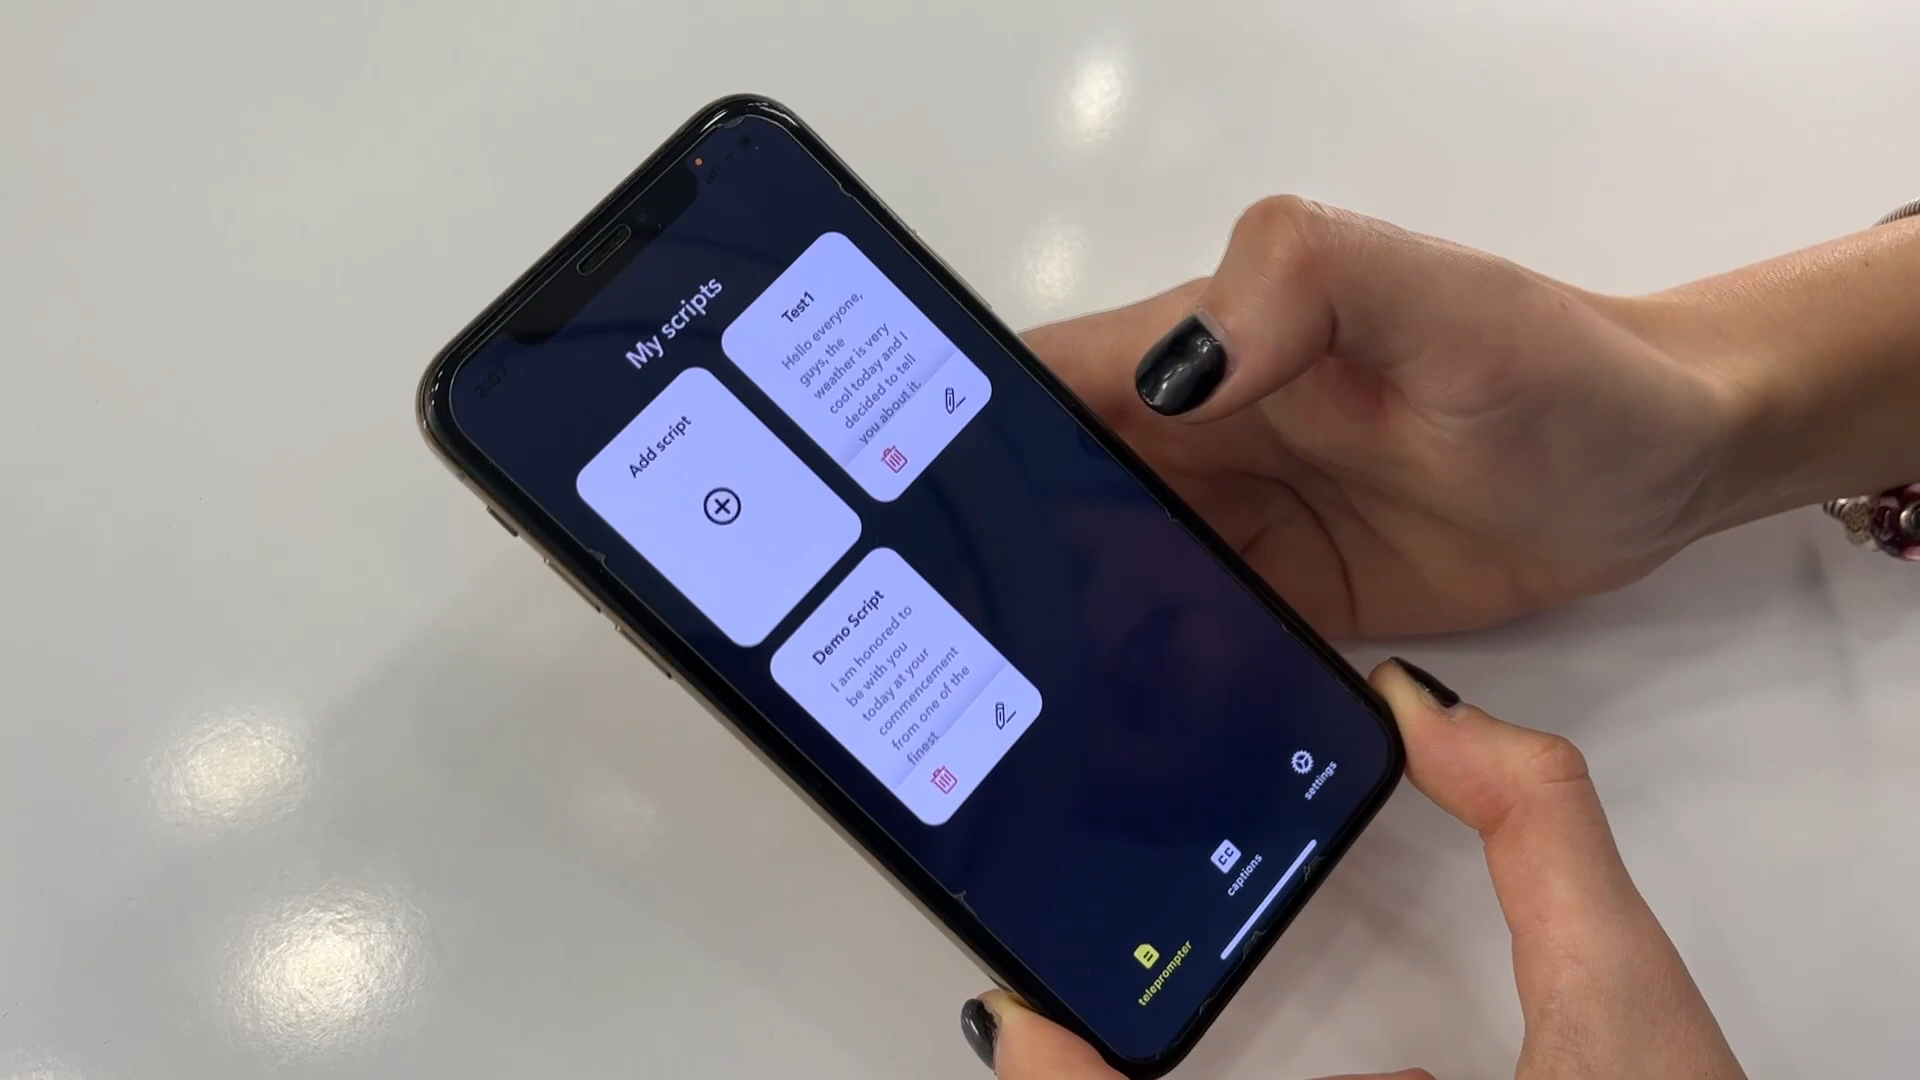 2:07
My scripts
Add script
Test1
Hello everyone,
guys, the
weather is very
cool today and I
decided to tell
you about it.
Demo Script
I am honored to
be with you
today at your
commencement
from one of the
finest
teleprompter
CC
captions
settings